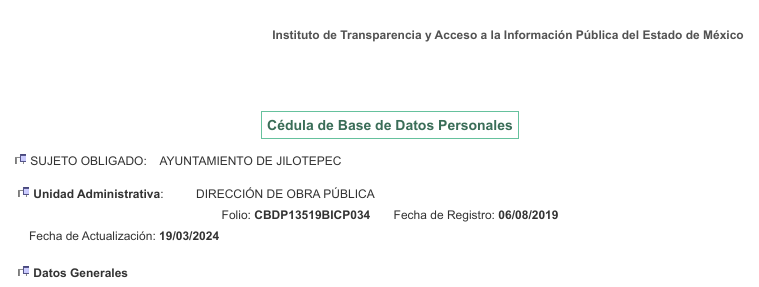 Instituto de Transparencia y Acceso a la Información Pública del Estado de México
Cédula de Base de Datos Personales
SUJETO OBLIGADO: AYUNTAMIENTO DE JILOTEPEC
Unidad Administrativa: DIRECCIÓN DE OBRA PÚBLICA
Folio: CBDP13519BICP034 Fecha de Registro: 06/08/2019
Fecha de Actualización: 19/03/2024
Datos Generales